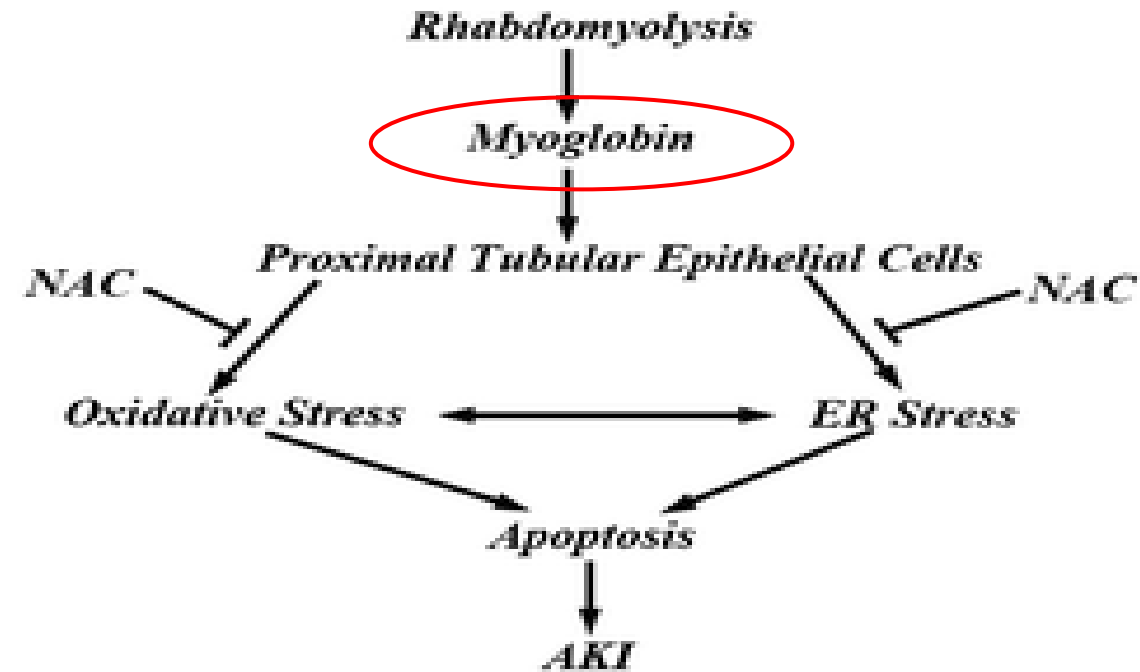 Rhabdomyolysis
Myoglobin
Proximal Tubular Epithelial Cells
NAC
NAC
Oxidative Stress
ER Stress
Apoptosis
AKI